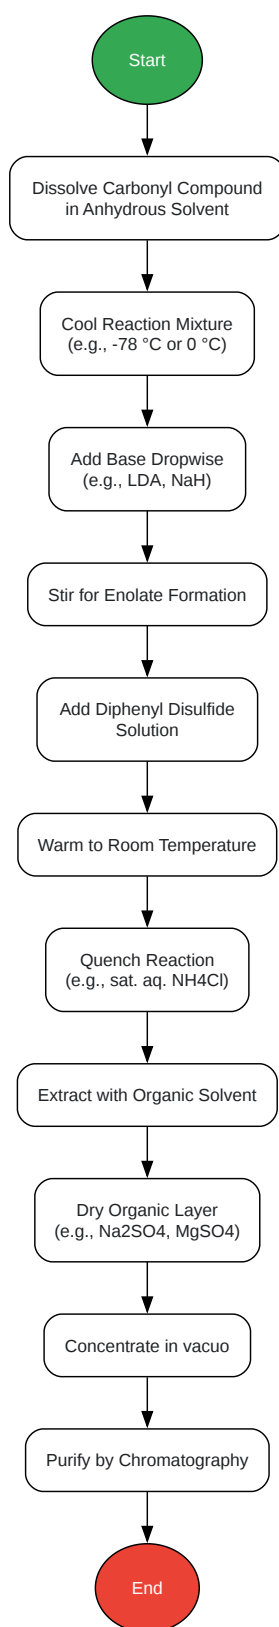 Start
Dissolve Carbonyl Compound
in Anhydrous Solvent
Cool Reaction Mixture
(e.g., -78 °C or 0 °C)
Add Base Dropwise
(e.g., LDA, NaH)
Stir for Enolate Formation
Add Diphenyl Disulfide
Solution
Warm to Room Temperature
Quench Reaction
(e.g., sat. aq. NH4Cl)
Extract with Organic Solvent
Dry Organic Layer
(e.g., Na2SO4, MgSO4)
Concentrate in vacuo
Purify by Chromatography
End